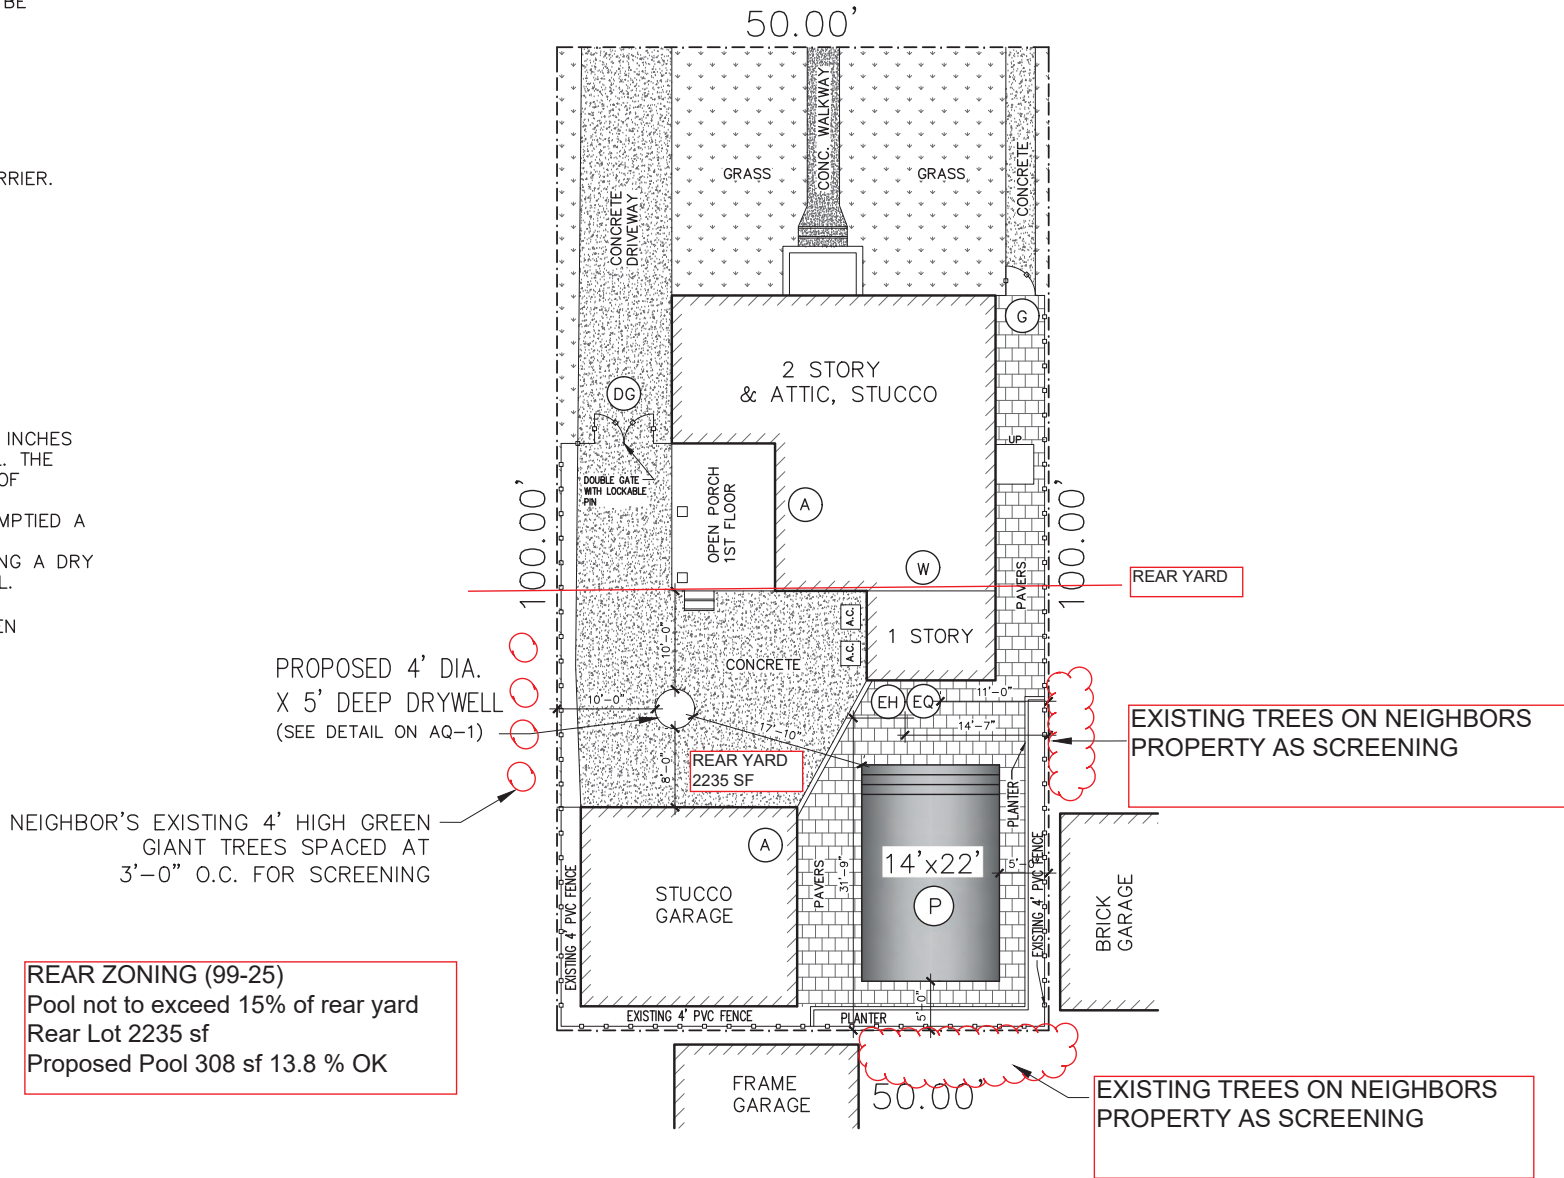 BE
RRIER.
INCHES
THE
OF
MPTIED A
NG A DRY
L.
EN
50.00'
GRASS
CONC. WALKWAY
GRASS
CONCRETE
CONCRETE
DRIVEWAY
G
2 STORY
& ATTIC, STUCCO
DG
UP
DOUBLE GATE
WITH LOCKABLE
PIN
OPEN PORCH
1ST FLOOR
A
100.00'
100.00'
W
PAVERS
REAR YARD
A.C.
A.C.
1 STORY
10'-0"
CONCRETE
PROPOSED 4' DIA.
X 5' DEEP DRYWELL
(SEE DETAIL ON AQ-1)
10'-0"
EH
EQ
11'-0"
14'-7"
17'-10"
8'-0"
REAR YARD
2235 SF
EXISTING TREES ON NEIGHBORS
PROPERTY AS SCREENING
PLANTER
NEIGHBOR'S EXISTING 4' HIGH GREEN
GIANT TREES SPACED AT
3'-0" O.C. FOR SCREENING
A
STUCCO
GARAGE
PAVERS
31'-9"
14'x22'
P
5'-0"
EXISTING 4' PVC FENCE
BRICK
GARAGE
EXISTING 4' PVC FENCE
5'-0"
EXISTING 4' PVC FENCE
PLANTER
REAR ZONING (99-25)
Pool not to exceed 15% of rear yard
Rear Lot 2235 sf
Proposed Pool 308 sf 13.8 % OK
FRAME
GARAGE
50.00'
EXISTING TREES ON NEIGHBORS
PROPERTY AS SCREENING